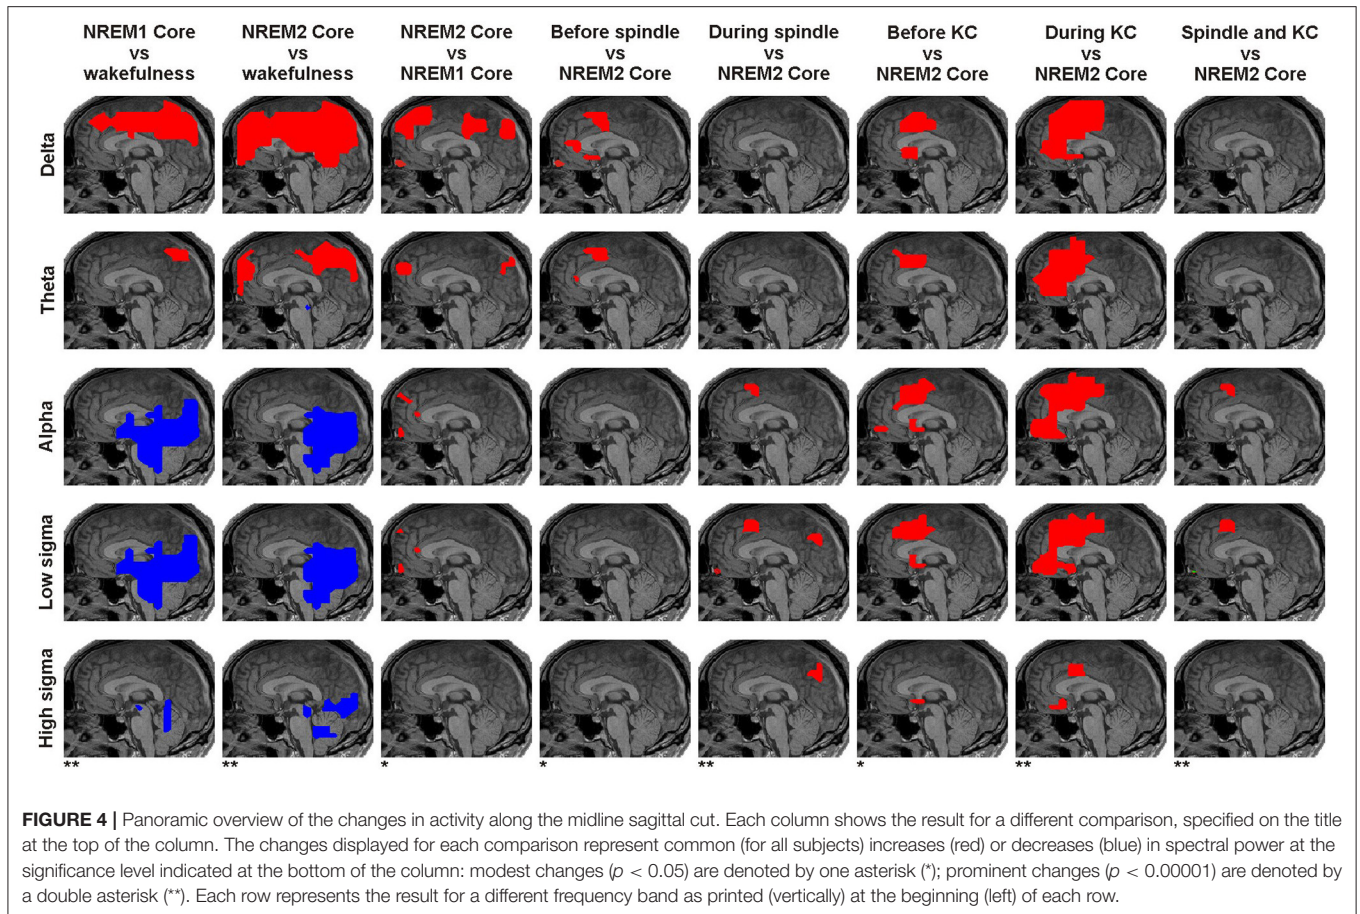 NREM1 Core vs wakefulness
NREM2 Core vs wakefulness
NREM2 Core vs NREM1 Core
Before spindle vs NREM2 Core
During spindle vs NREM2 Core
Before KC vs NREM2 Core
During KC vs NREM2 Core
Spindle and KC vs NREM2 Core
Delta
Theta
Alpha
Low sigma
High sigma
** ** * * ** * ** **
FIGURE 4 | Panoramic overview of the changes in activity along the midline sagittal cut. Each column shows the result for a different comparison, specified on the title
at the top of the column. The changes displayed for each comparison represent common (for all subjects) increases (red) or decreases (blue) in spectral power at the
significance level indicated at the bottom of the column: modest changes (p < 0.05) are denoted by one asterisk (*); prominent changes (p < 0.00001) are denoted by
a double asterisk (**). Each row represents the result for a different frequency band as printed (vertically) at the beginning (left) of each row.